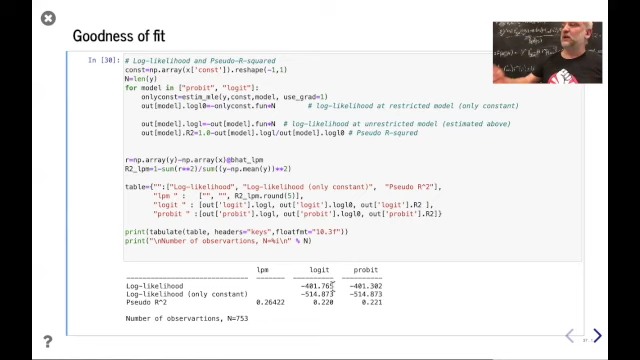 Goodness of fit
In [30]:
# Log-likelihood and Pseudo-R-squared
const=np.array(x['const']).reshape(-1,1)
N=len(y)
for model in ["probit", "logit"]:
onlyconst=estim_mle(y,const,model, use_grad=1)
out[model].logl0=-onlyconst.fun*N # log-likelihood at restricted model (only constant)
out[model].logl=-out[model].fun*N # log-likelihood at unrestricted model (estimated above)
out[model].R2=1.0-out[model].logl/out[model].logl0 # Pseudo R-squred
r=np.array(y)-np.array(x)@bhat_lpm
R2_lpm=1-sum(r**2)/sum((y-np.mean(y))**2)
table={"":["Log-likelihood", "Log-likelihood (only constant)", "Pseudo R^2"],
"lpm " : ["", "", R2_lpm.round(5)],
"logit " : [out['logit'].logl, out['logit'].logl0, out['logit'].R2 ],
"probit " :[out['probit'].logl, out['probit'].logl0, out['probit'].R2]}
print(tabulate(table, headers="keys",floatfmt="10.3f"))
print("\nNumber of observartions, N=%i\n" % N)
lpm logit probit
Log-likelihood -401.765 -401.302
Log-likelihood (only constant) -514.873 -514.873
Pseudo R^2 0.26422 0.220 0.221
Number of observartions, N=753